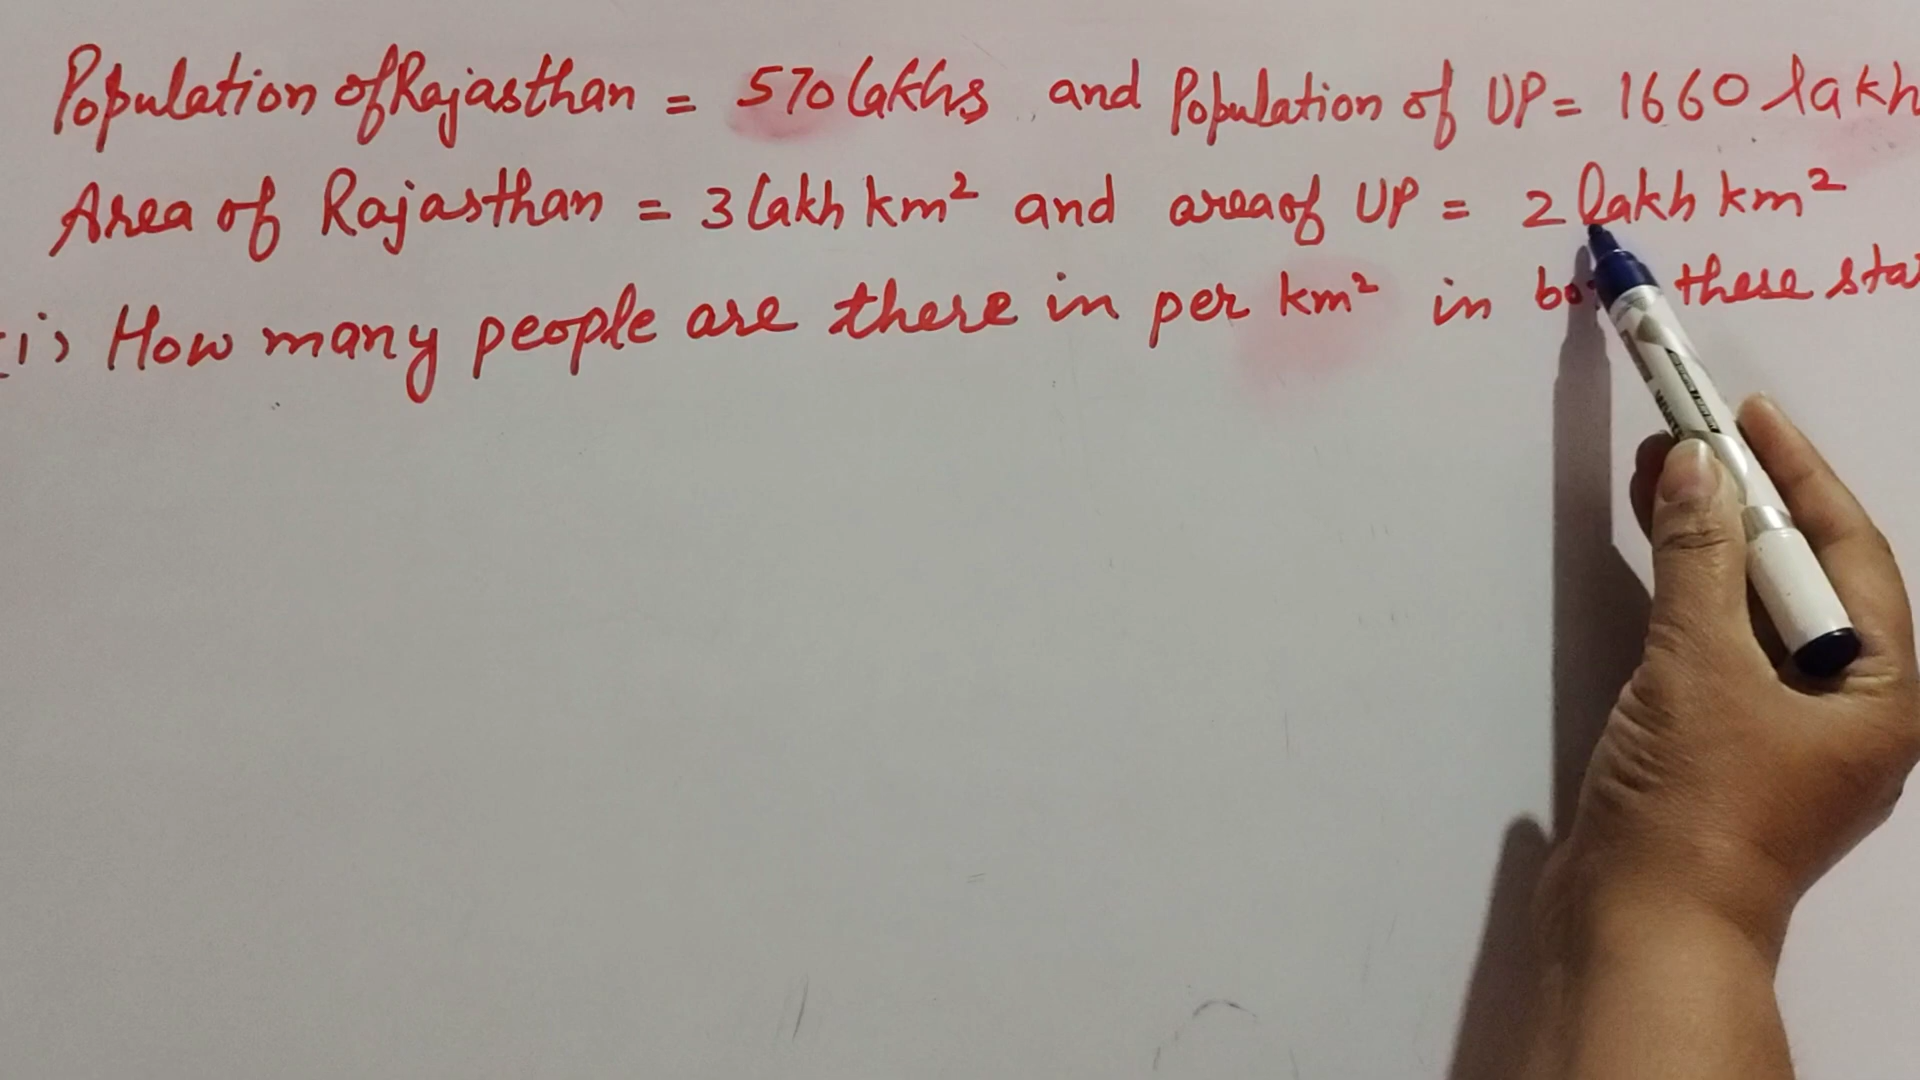 Population of Rajasthan = 570 lakhs and Population of UP = 1660 lakh
Area of Rajasthan = 3 lakh km² and area of UP = 2 lakh km²
(i) How many people are there in per km² in these